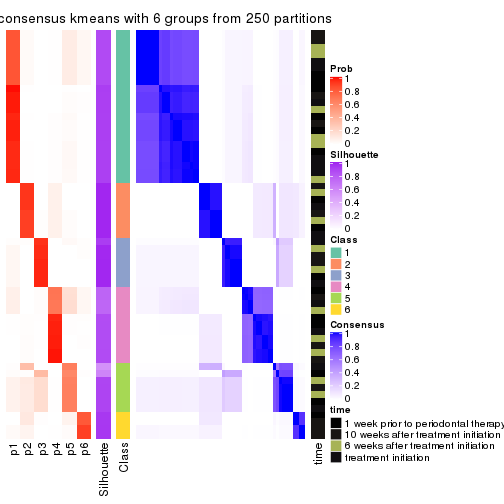 consensus kmeans with 6 groups from 250 partitions
Prob
1
0.8
0.6
0.4
0.2
0
Silhouette
1
0.8
0.6
0.4
0.2
0
Class
1
2
3
4
5
6
Consensus
1
0.8
0.6
0.4
0.2
0
time
1 week prior to periodontal therapy
10 weeks after treatment initiation
6 weeks after treatment initiation
treatment initiation
p1
p2
p3
p4
p5
p6
Silhouette
Class
time